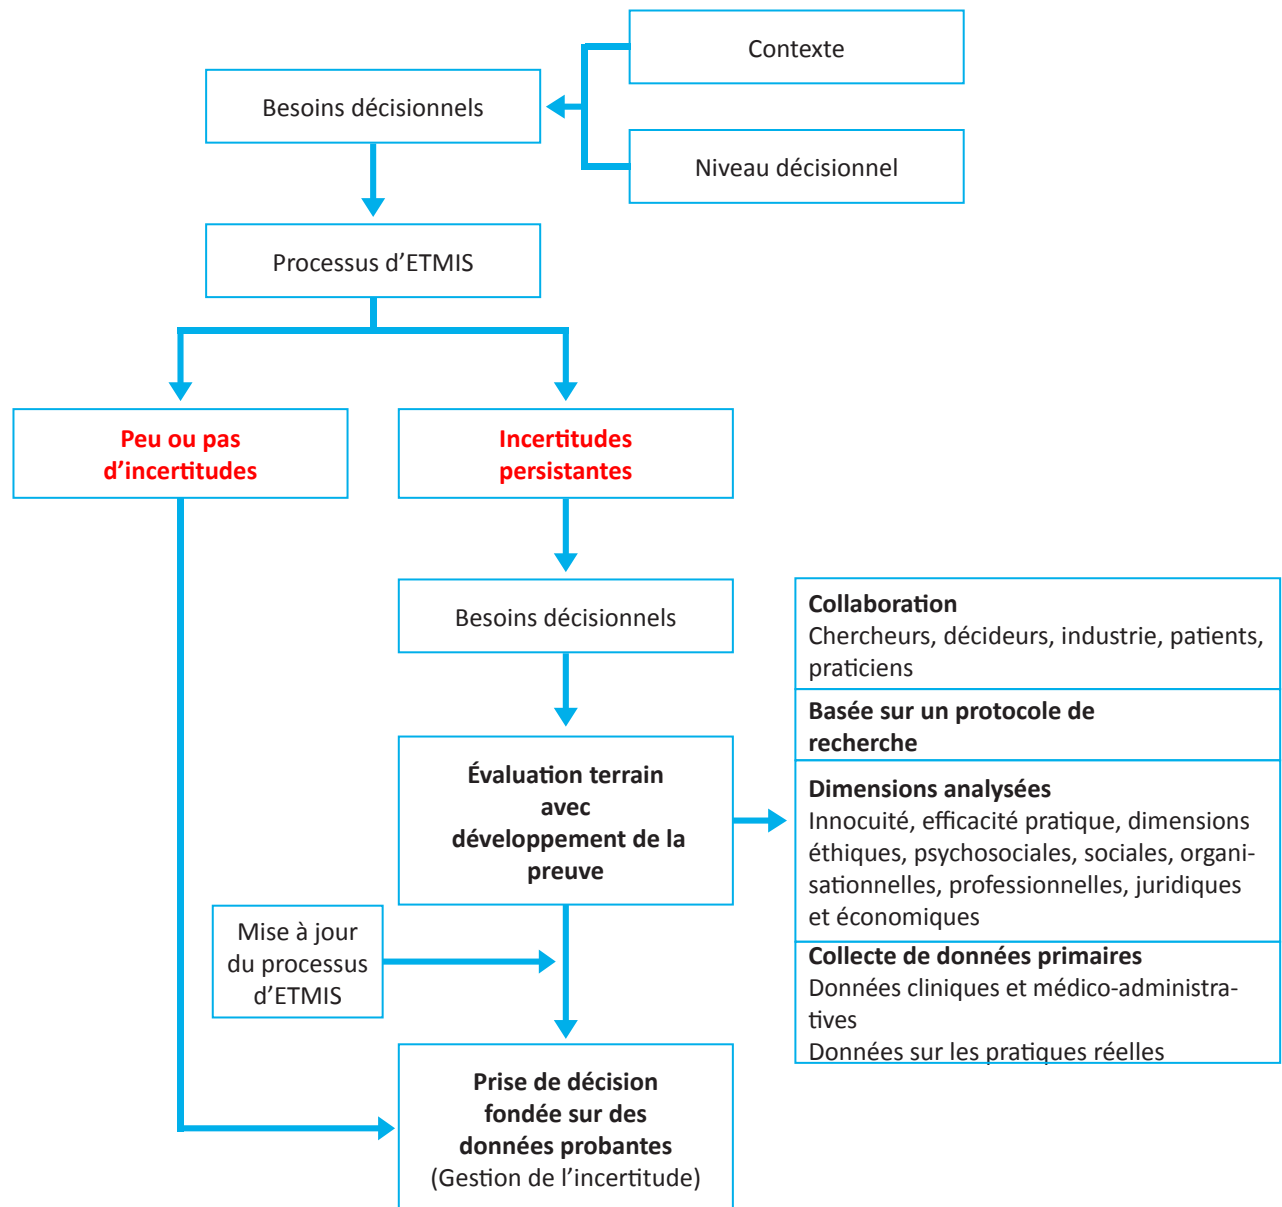 Contexte
Besoins décisionnels
Niveau décisionnel
Processus d’ETMIS
Peu ou pas
d’incertitudes
Incertitudes
persistantes
Besoins décisionnels
Collaboration
Chercheurs, décideurs, industrie, patients,
praticiens
Basée sur un protocole de
recherche
Évaluation terrain
avec
développement de la
preuve
Dimensions analysées
Innocuité, efficacité pratique, dimensions
éthiques, psychosociales, sociales, organi-
sationnelles, professionnelles, juridiques
et économiques
Mise à jour
du processus
d’ETMIS
Collecte de données primaires
Données cliniques et médico-administra-
tives
Données sur les pratiques réelles
Prise de décision
fondée sur des
données probantes
(Gestion de l’incertitude)